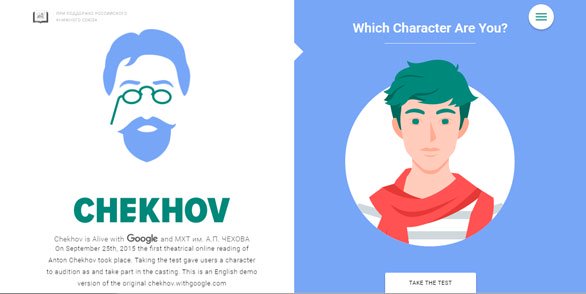 ПРИ ПОДДЕРЖКЕ РОССИЙСКОГО
КНИЖНОГО СОЮЗА
CHEKHOV
Chekhov is Alive with Google and МХТ им. А.П. ЧЕХОВА
On September 25th, 2015 the first theatrical online reading of
Anton Chekhov took place. Taking the test gave users a character
to audition as and take part in the casting. This is an English demo
version of the original chekhov.withgoogle.com
Which Character Are You?
TAKE THE TEST